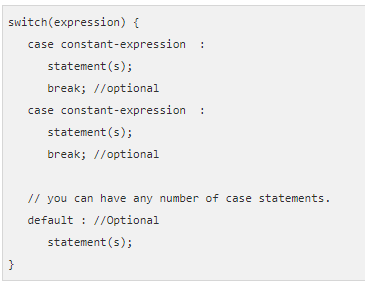 switch(expression) {
   case constant-expression  :
      statement(s);
      break; //optional
   case constant-expression  :
      statement(s);
      break; //optional

   // you can have any number of case statements.
   default : //Optional
      statement(s);
}